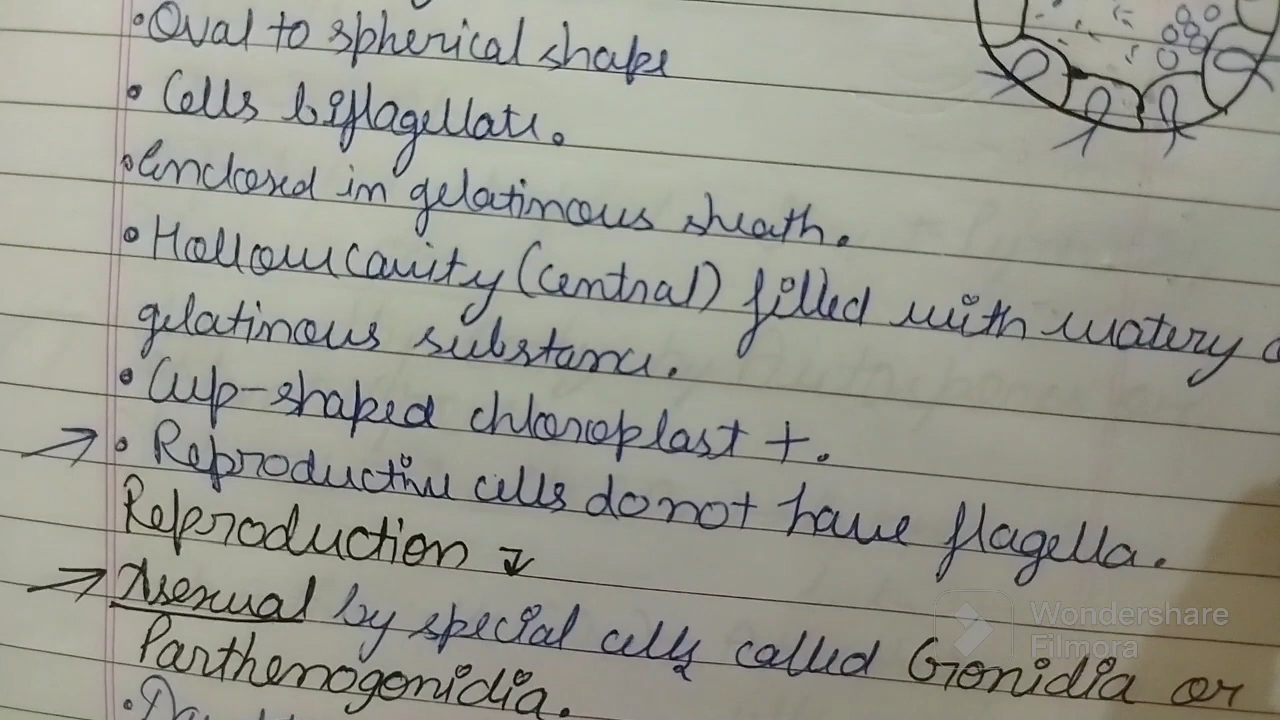 • Oval to spherical shape
• Cells biflagellate.
• Enclosed in gelatinous sheath.
• Hollow cavity (central) filled with watery
gelatinous substance.
• Cup-shaped chloroplast +.
→ • Reproductive cells do not have flagella.
Reproduction
→ Asexual by special cells called Gonidia or
Parthenogonidia.
Wondershare
Filmora